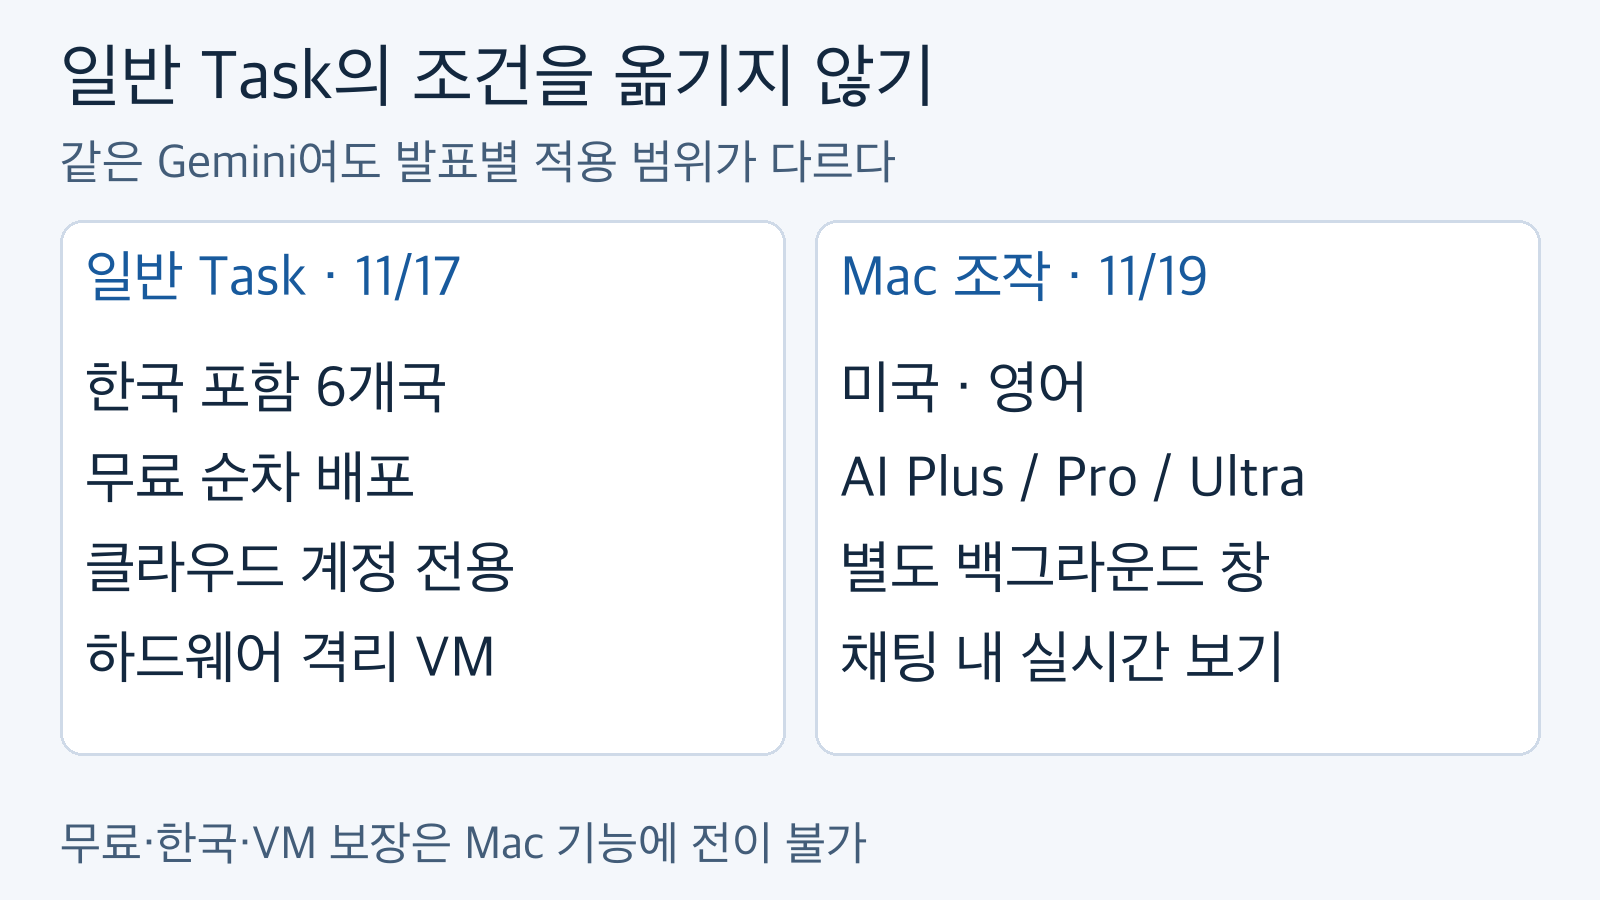 일반 Task의 조건을 옮기지 않기
같은 Gemini여도 발표별 적용 범위가 다르다
일반 Task · 11/17
한국 포함 6개국
무료 순차 배포
클라우드 계정 전용
하드웨어 격리 VM
Mac 조작 · 11/19
미국 · 영어
AI Plus / Pro / Ultra
별도 백그라운드 창
채팅 내 실시간 보기
무료·한국·VM 보장은 Mac 기능에 전이 불가